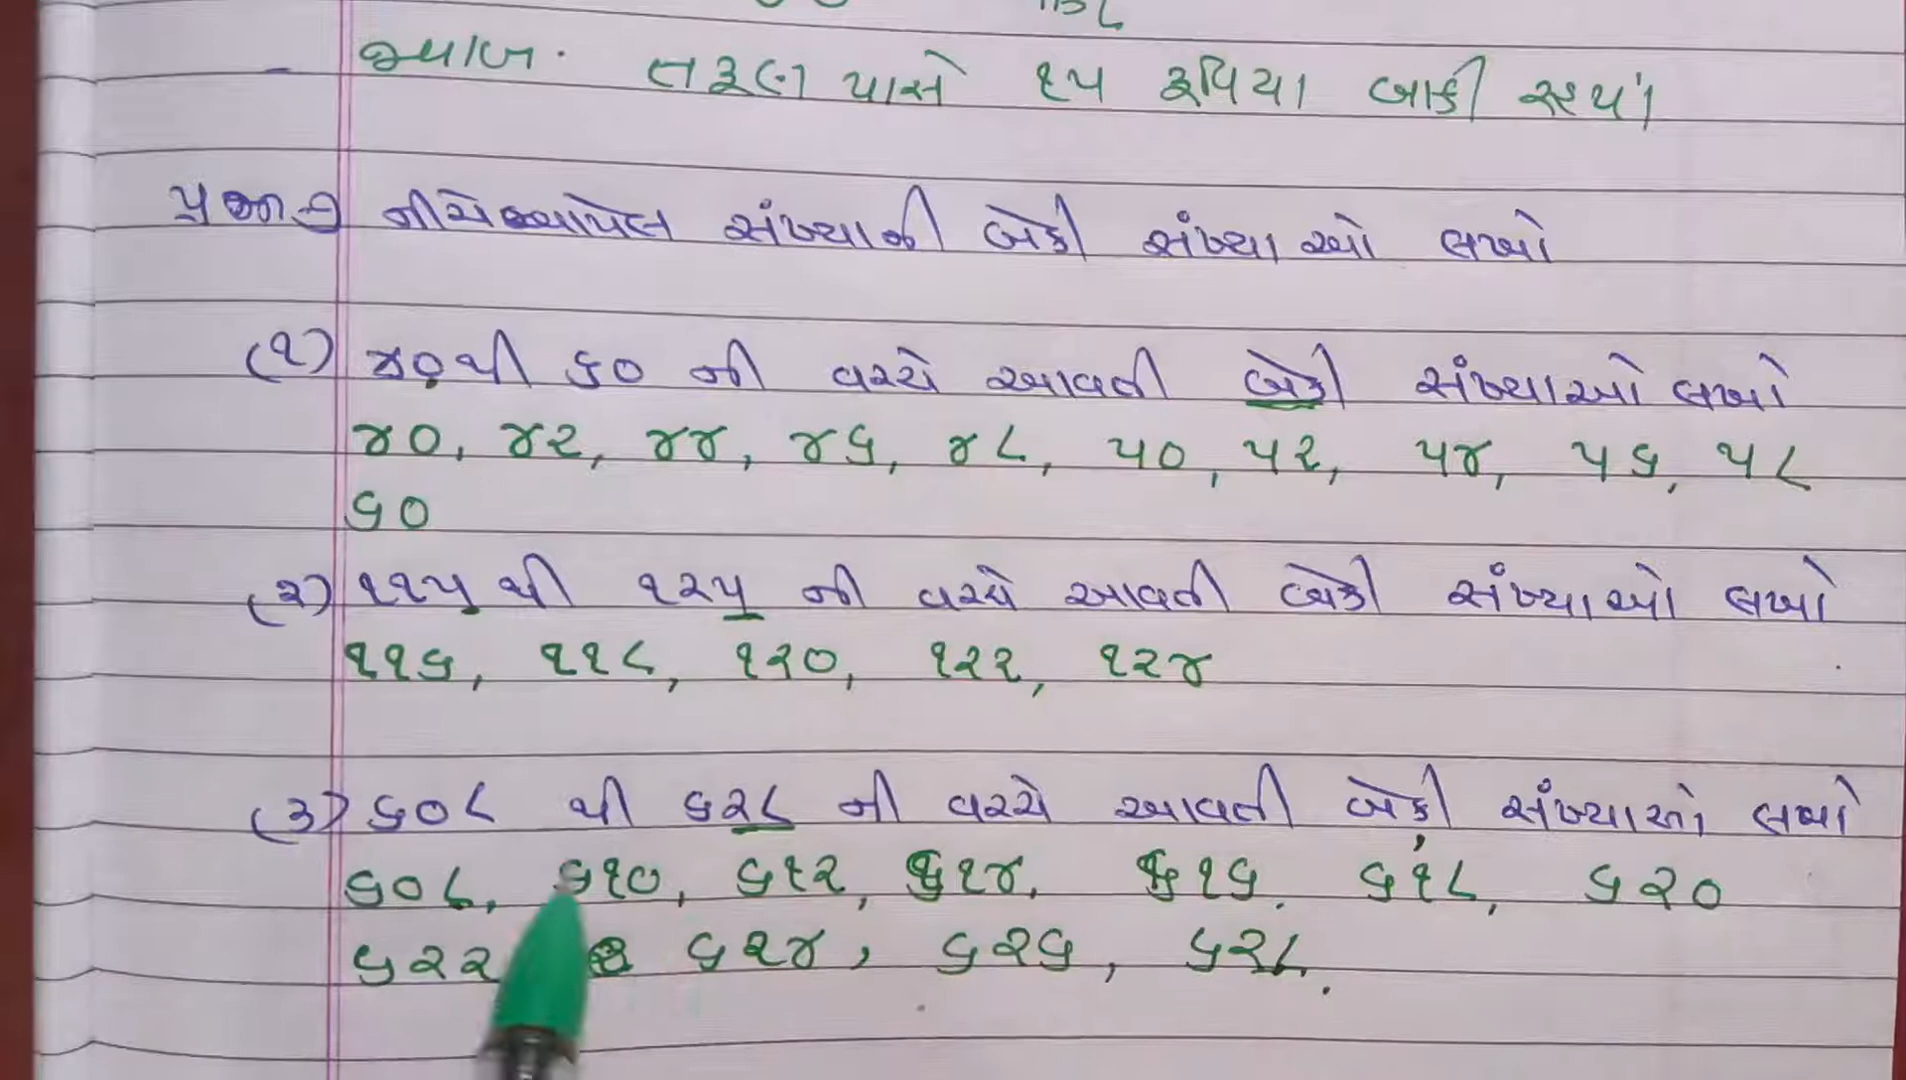 જવાબ. તરૂણ પાસે ૧૫ રૂપિયા બાકી રહ્યાં
નીચે આપેલ સંખ્યાની બેકી સંખ્યાઓ લખો
(૧) ૪૦થી ૬૦ ની વચ્ચે આવતી બેકી સંખ્યાઓ લખો
૪૦, ૪૨, ૪૪, ૪૬, ૪૮, ૫૦, ૫૨, ૫૪, ૫૬, ૫૮
૬૦
(૨) ૧૧૫ થી ૧૨૫ ની વચ્ચે આવતી બેકી સંખ્યાઓ લખો
૧૧૬, ૧૧૮, ૧૨૦, ૧૨૨, ૧૨૪
(૩) ૬૦૮ થી ૬૨૮ ની વચ્ચે આવતી બેકી સંખ્યાઓ લખો
૬૦૮, ૬૧૦, ૬૧૨, ૬૧૪, ૬૧૬. ૬૧૮, ૬૨૦
૬૨૨ ૬૨૪, ૬૨૬, ૬૨૮.